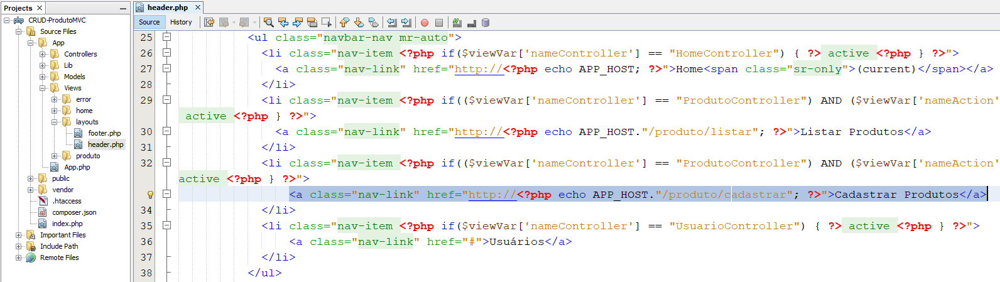 Projects
CRUD-ProdutoMVC
Source Files
App
Controllers
Lib
Models
Views
error
home
layouts
footer.php
header.php
produto
App.php
public
vendor
.htaccess
composer.json
index.php
Important Files
Include Path
Remote Files
header.php
Source History
25 <ul class="navbar-nav mr-auto">
26 <li class="nav-item <?php if($viewVar['nameController'] == "HomeController") { ?> active <?php } ?>">
27 <a class="nav-link" href="http://<?php echo APP_HOST; ?>">Home<span class="sr-only">(current)</span></a>
28 </li>
29 <li class="nav-item <?php if(($viewVar['nameController'] == "ProdutoController") AND ($viewVar['nameAction'
active <?php } ?>">
30 <a class="nav-link" href="http://<?php echo APP_HOST."/produto/listar"; ?>">Listar Produtos</a>
31 </li>
32 <li class="nav-item <?php if(($viewVar['nameController'] == "ProdutoController") AND ($viewVar['nameAction'
active <?php } ?>">
<a class="nav-link" href="http://<?php echo APP_HOST."/produto/cadastrar"; ?>">Cadastrar Produtos</a>
34 </li>
35 <li class="nav-item <?php if($viewVar['nameController'] == "UsuarioController") { ?> active <?php } ?>">
36 <a class="nav-link" href="#">Usuários</a>
37 </li>
38 </ul>